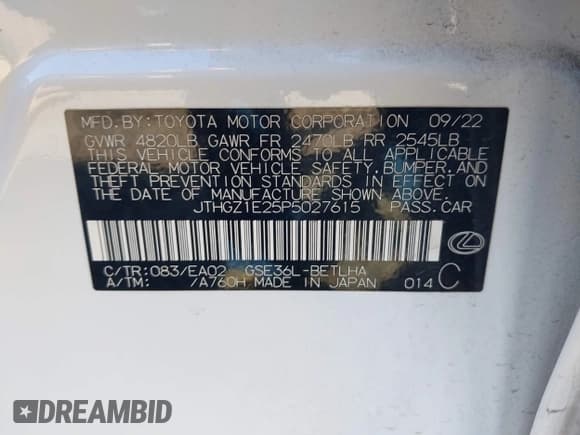 MFD.BY:TOYOTA MOTOR CORPORATION 09/22
GVWR 4820LB GAWR FR 2470LB RR 2545LB
THIS VEHICLE CONFORMS TO ALL APPLICABLE
FEDERAL MOTOR VEHICLE SAFETY,BUMPER,AND
THEFT PREVENTION STANDARDS IN EFFECT ON
THE DATE OF MANUFACTURE SHOWN ABOVE.
JTHGZ1E25P5027615 PASS.CAR
C/TR:083/EA02 GSE36L-BETLHA
A/TM: /A760H MADE IN JAPAN 014 C
DREAMBID